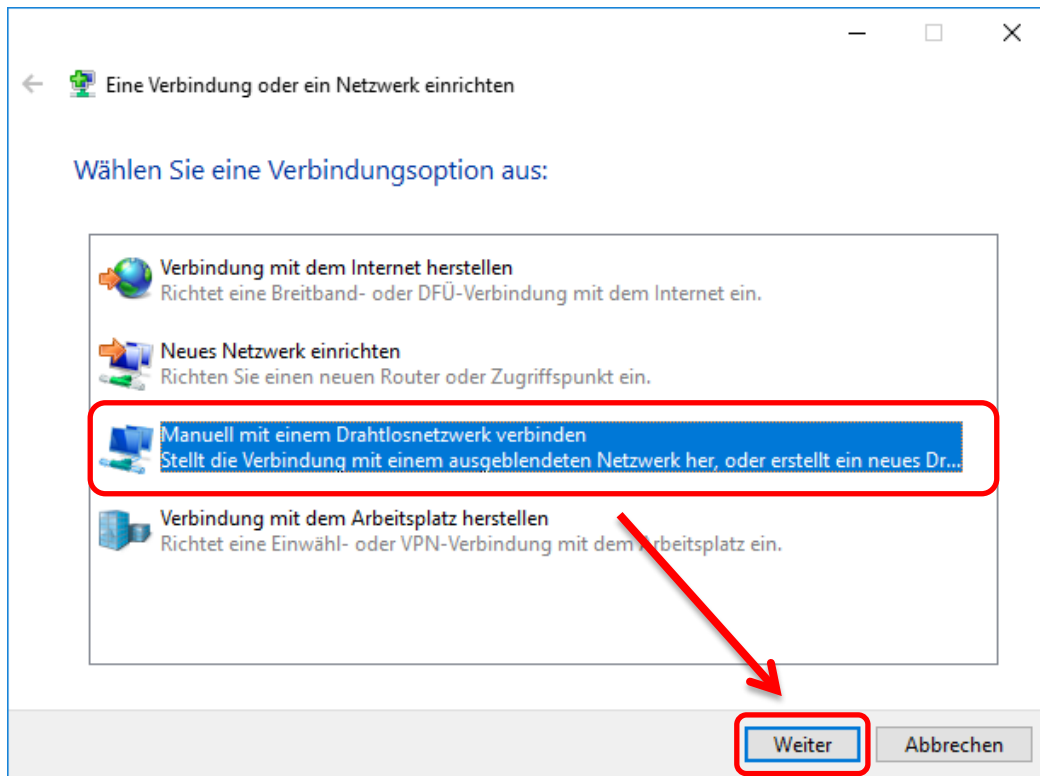 Eine Verbindung oder ein Netzwerk einrichten
Wählen Sie eine Verbindungsoption aus:
Verbindung mit dem Internet herstellen
Richtet eine Breitband- oder DFÜ-Verbindung mit dem Internet ein.
Neues Netzwerk einrichten
Richten Sie einen neuen Router oder Zugriffspunkt ein.
Manuell mit einem Drahtlosnetzwerk verbinden
Stellt die Verbindung mit einem ausgeblendeten Netzwerk her, oder erstellt ein neues Dr...
Verbindung mit dem Arbeitsplatz herstellen
Richtet eine Einwähl- oder VPN-Verbindung mit dem Arbeitsplatz ein.
Weiter
Abbrechen